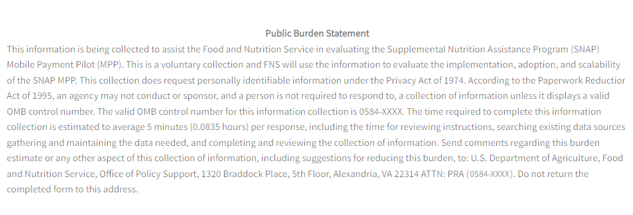 Public Burden Statement
This information is being collected to assist the Food and Nutrition Service in evaluating the Supplemental Nutrition Assistance Program (SNAP)
Mobile Payment Pilot (MPP). This is a voluntary collection and FNS will use the information to evaluate the implementation, adoption, and scalability
of the SNAP MPP. This collection does request personally identifiable information under the Privacy Act of 1974. According to the Paperwork Reduction
Act of 1995, an agency may not conduct or sponsor, and a person is not required to respond to, a collection of information unless it displays a valid
OMB control number. The valid OMB control number for this information collection is 0584-XXXX. The time required to complete this information
collection is estimated to average 5 minutes (0.0835 hours) per response, including the time for reviewing instructions, searching existing data sources
gathering and maintaining the data needed, and completing and reviewing the collection of information. Send comments regarding this burden
estimate or any other aspect of this collection of information, including suggestions for reducing this burden, to: U.S. Department of Agriculture, Food
and Nutrition Service, Office of Policy Support, 1320 Braddock Place, 5th Floor, Alexandria, VA 22314 ATTN: PRA (0584-XXXX). Do not return the
completed form to this address.